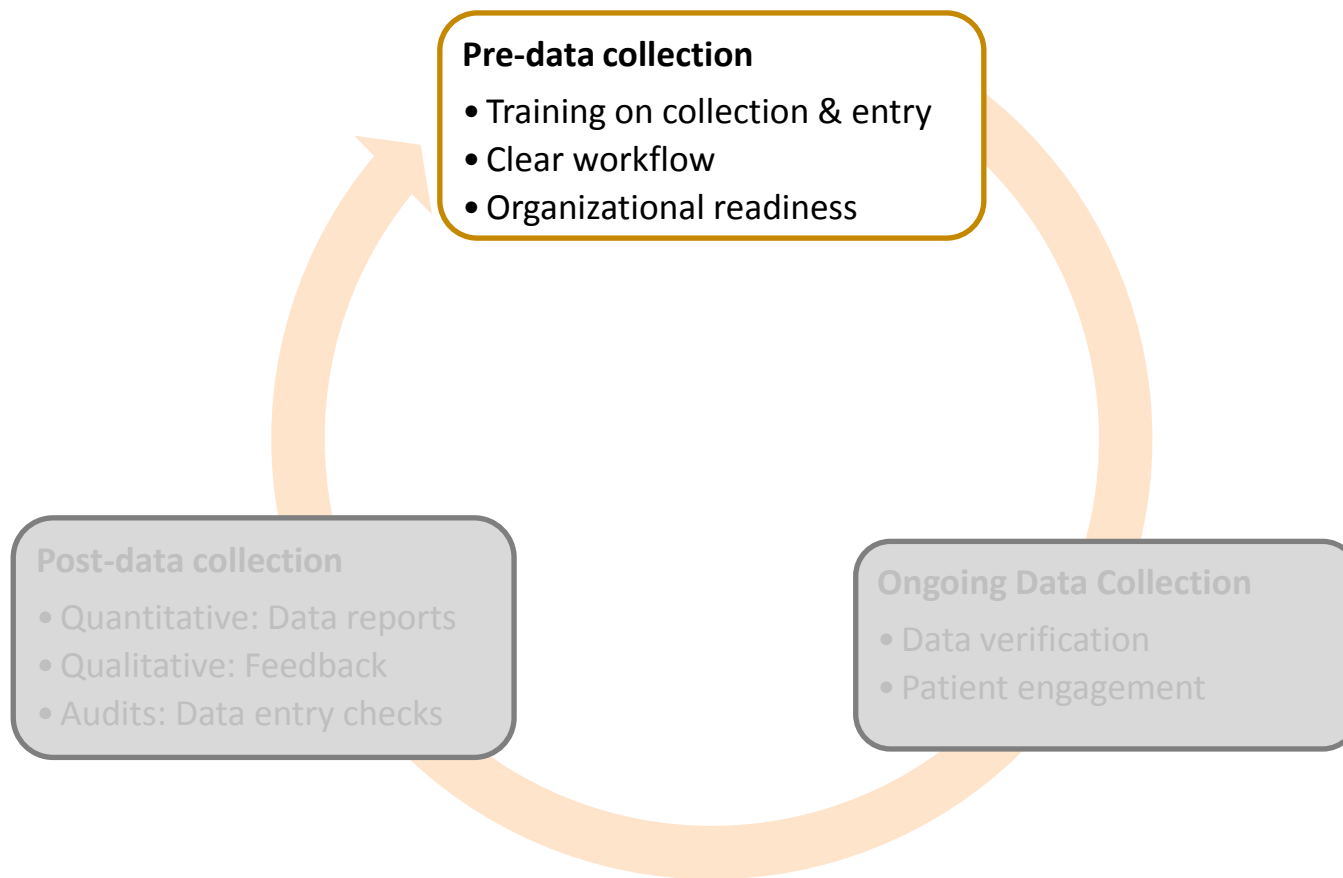 Pre-data collection
• Training on collection & entry
• Clear workflow
• Organizational readiness
Post-data collection
• Quantitative: Data reports
• Qualitative: Feedback
• Audits: Data entry checks
Ongoing Data Collection
• Data verification
• Patient engagement